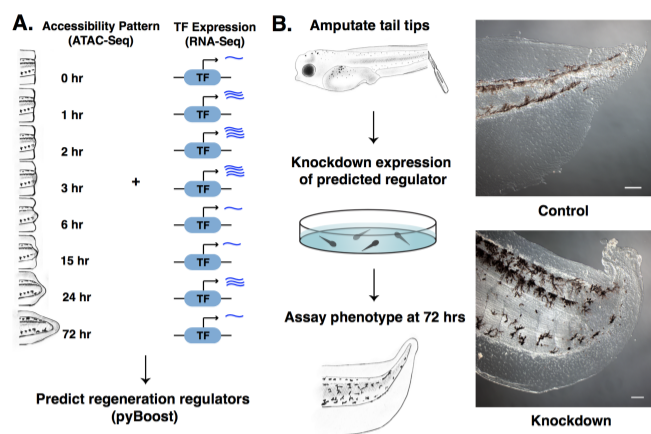 A.
Accessibility Pattern
(ATAC-Seq)
TF Expression
(RNA-Seq)
0 hr
TF
1 hr
TF
2 hr
TF
+
3 hr
TF
6 hr
TF
15 hr
TF
24 hr
TF
72 hr
TF
Predict regeneration regulators
(pyBoost)
B.
Amputate tail tips
Knockdown expression
of predicted regulator
Assay phenotype at 72 hrs
Control
Knockdown